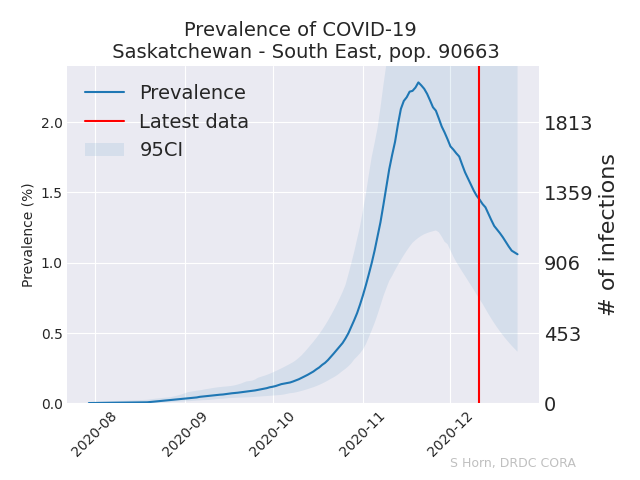 Prevalence of COVID-19
Saskatchewan - South East, pop. 90663
Prevalence
Latest data
95CI
Prevalence (%)
2.0
1.5
1.0
0.5
0.0
1813
1359
906
453
0
# of infections
2020-08
2020-09
2020-10
2020-11
2020-12
S Horn, DRDC CORA